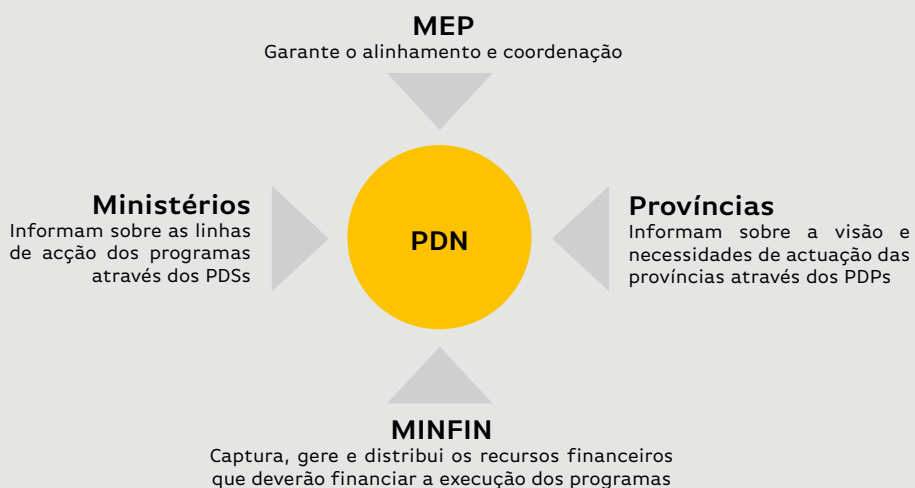 MEP
Garante o alinhamento e coordenação
Ministérios
Informam sobre as linhas
de acção dos programas
através dos PDSs
PDN
Províncias
Informam sobre a visão e
necessidades de actuação das
províncias através dos PDPs
MINFIN
Captura, gere e distribui os recursos financeiros
que deverão financiar a execução dos programas